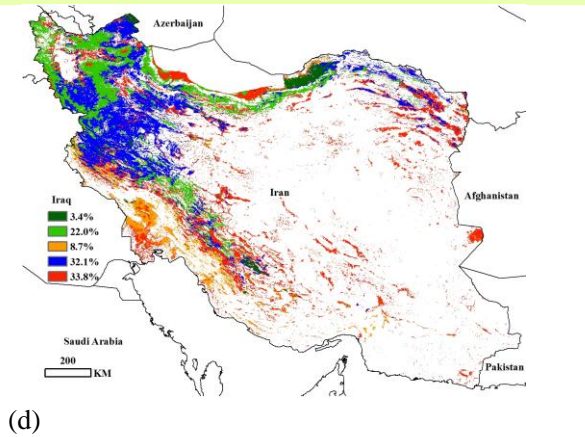 Azerbaijan
Iran
Afghanistan
Iraq
3.4%
22.0%
8.7%
32.1%
33.8%
Saudi Arabia
200
KM
Pakistan
(d)